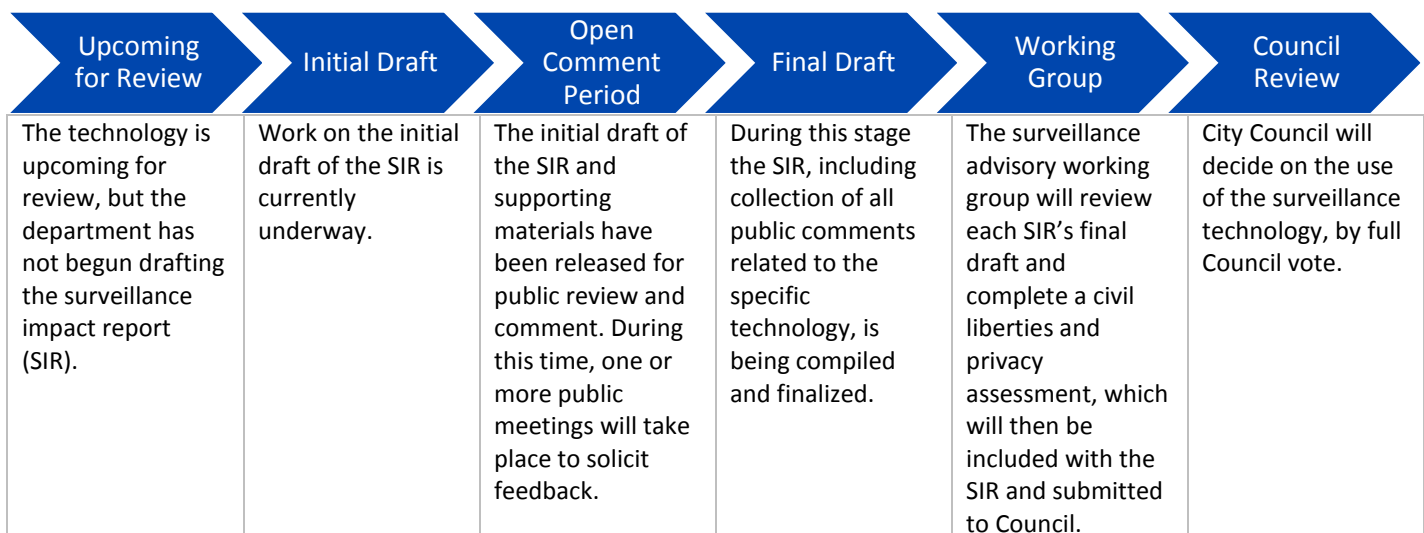 Upcoming
for Review
Initial Draft
Open
Comment
Period
Final Draft
Working
Group
Council
Review
The technology is
upcoming for
review, but the
department has
not begun drafting
the surveillance
impact report
(SIR).
Work on the initial
draft of the SIR is
currently
underway.
The initial draft of
the SIR and
supporting
materials have
been released for
public review and
comment. During
this time, one or
more public
meetings will take
place to solicit
feedback.
During this stage
the SIR, including
collection of all
public comments
related to the
specific
technology, is
being compiled
and finalized.
The surveillance
advisory working
group will review
each SIR’s final
draft and
complete a civil
liberties and
privacy
assessment, which
will then be
included with the
SIR and submitted
to Council.
City Council will
decide on the use
of the surveillance
technology, by full
Council vote.